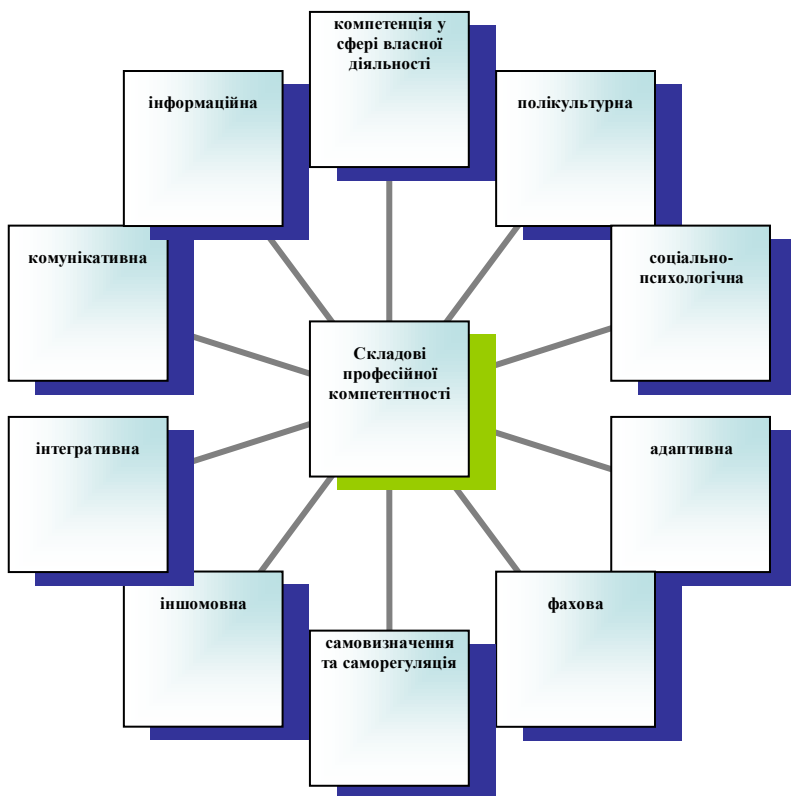 компетенція у
сфері власної
діяльності
інформаційна
полікультурна
комунікативна
соціально-
психологічна
Складові
професійної
компетентності
інтегративна
адаптивна
іншомовна
фахова
самовизначення
та саморегуляція